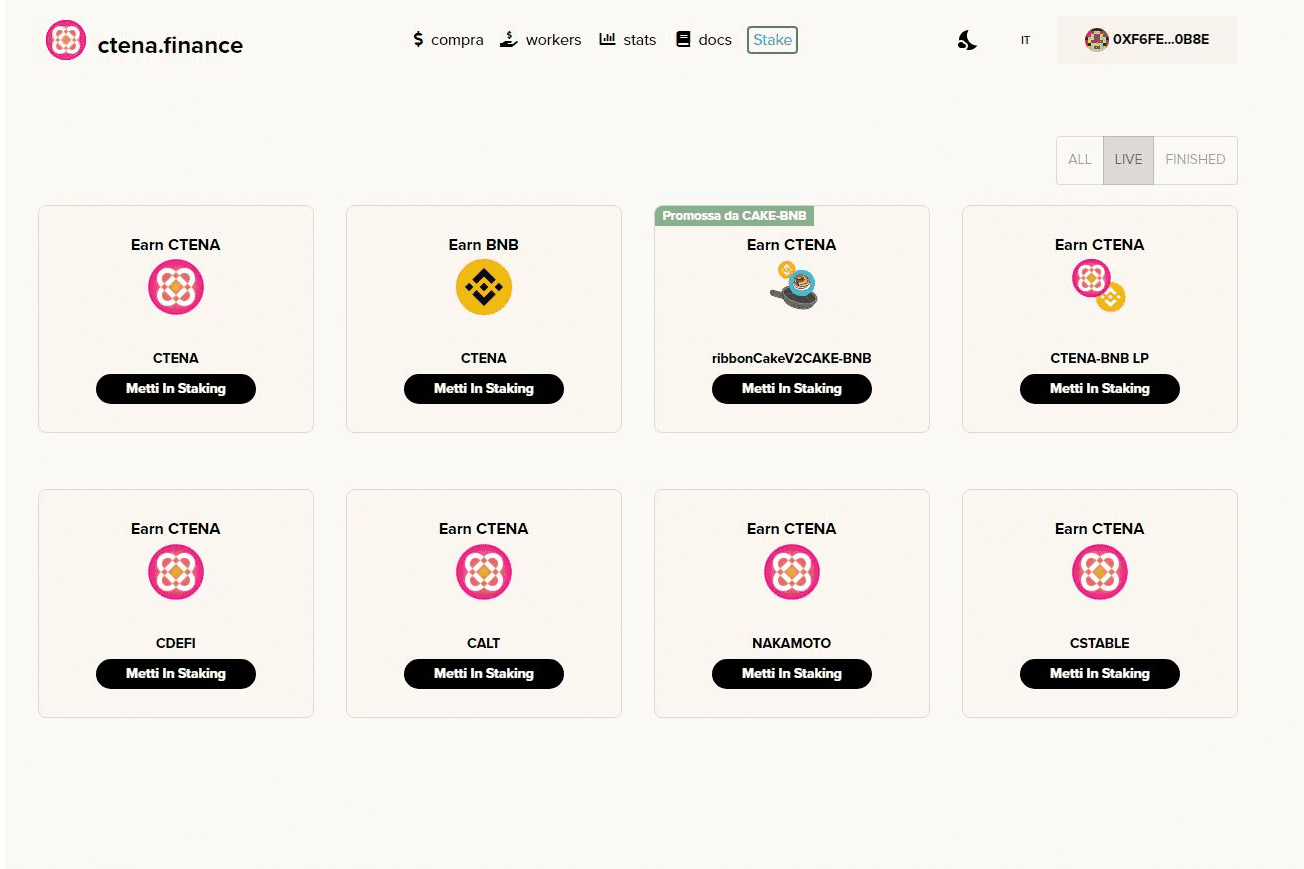 ctena.finance
compra
workers
stats
docs
Stake
IT
0XF6FE...0B8E
ALL
LIVE
FINISHED
Earn CTENA
CTENA
Metti In Staking
Earn BNB
CTENA
Metti In Staking
Promossa da CAKE-BNB
Earn CTENA
ribbonCakeV2CAKE-BNB
Metti In Staking
Earn CTENA
CTENA-BNB LP
Metti In Staking
Earn CTENA
CDEFI
Metti In Staking
Earn CTENA
CALT
Metti In Staking
Earn CTENA
NAKAMOTO
Metti In Staking
Earn CTENA
CSTABLE
Metti In Staking